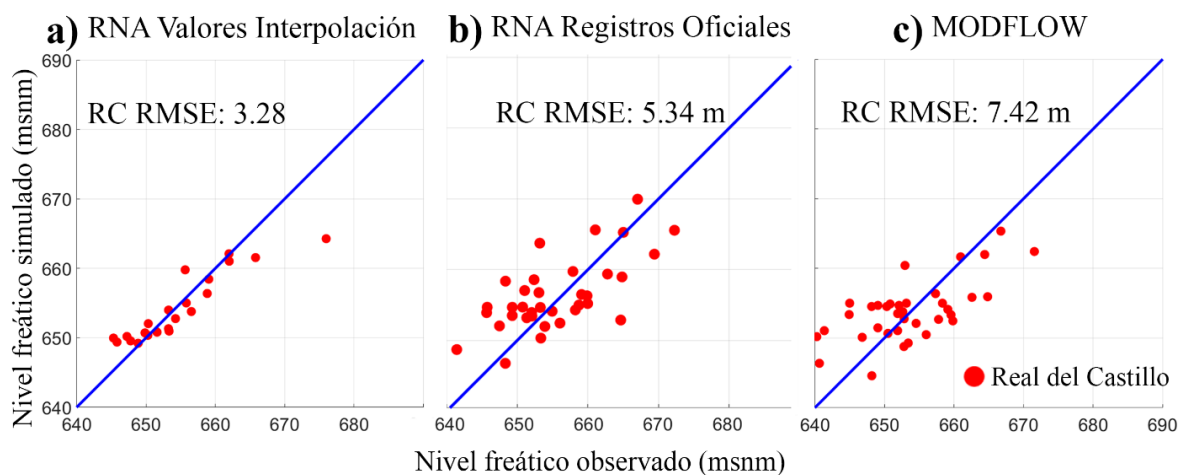 a) RNA Valores Interpolación
b) RNA Registros Oficiales
c) MODFLOW
Nivel freático simulado (msnm)
690
680
670
660
650
640
RC RMSE: 3.28
RC RMSE: 5.34 m
RC RMSE: 7.42 m
Real del Castillo
640 650 660 670 680
640 650 660 670 680
640 650 660 670 680 690
Nivel freático observado (msnm)